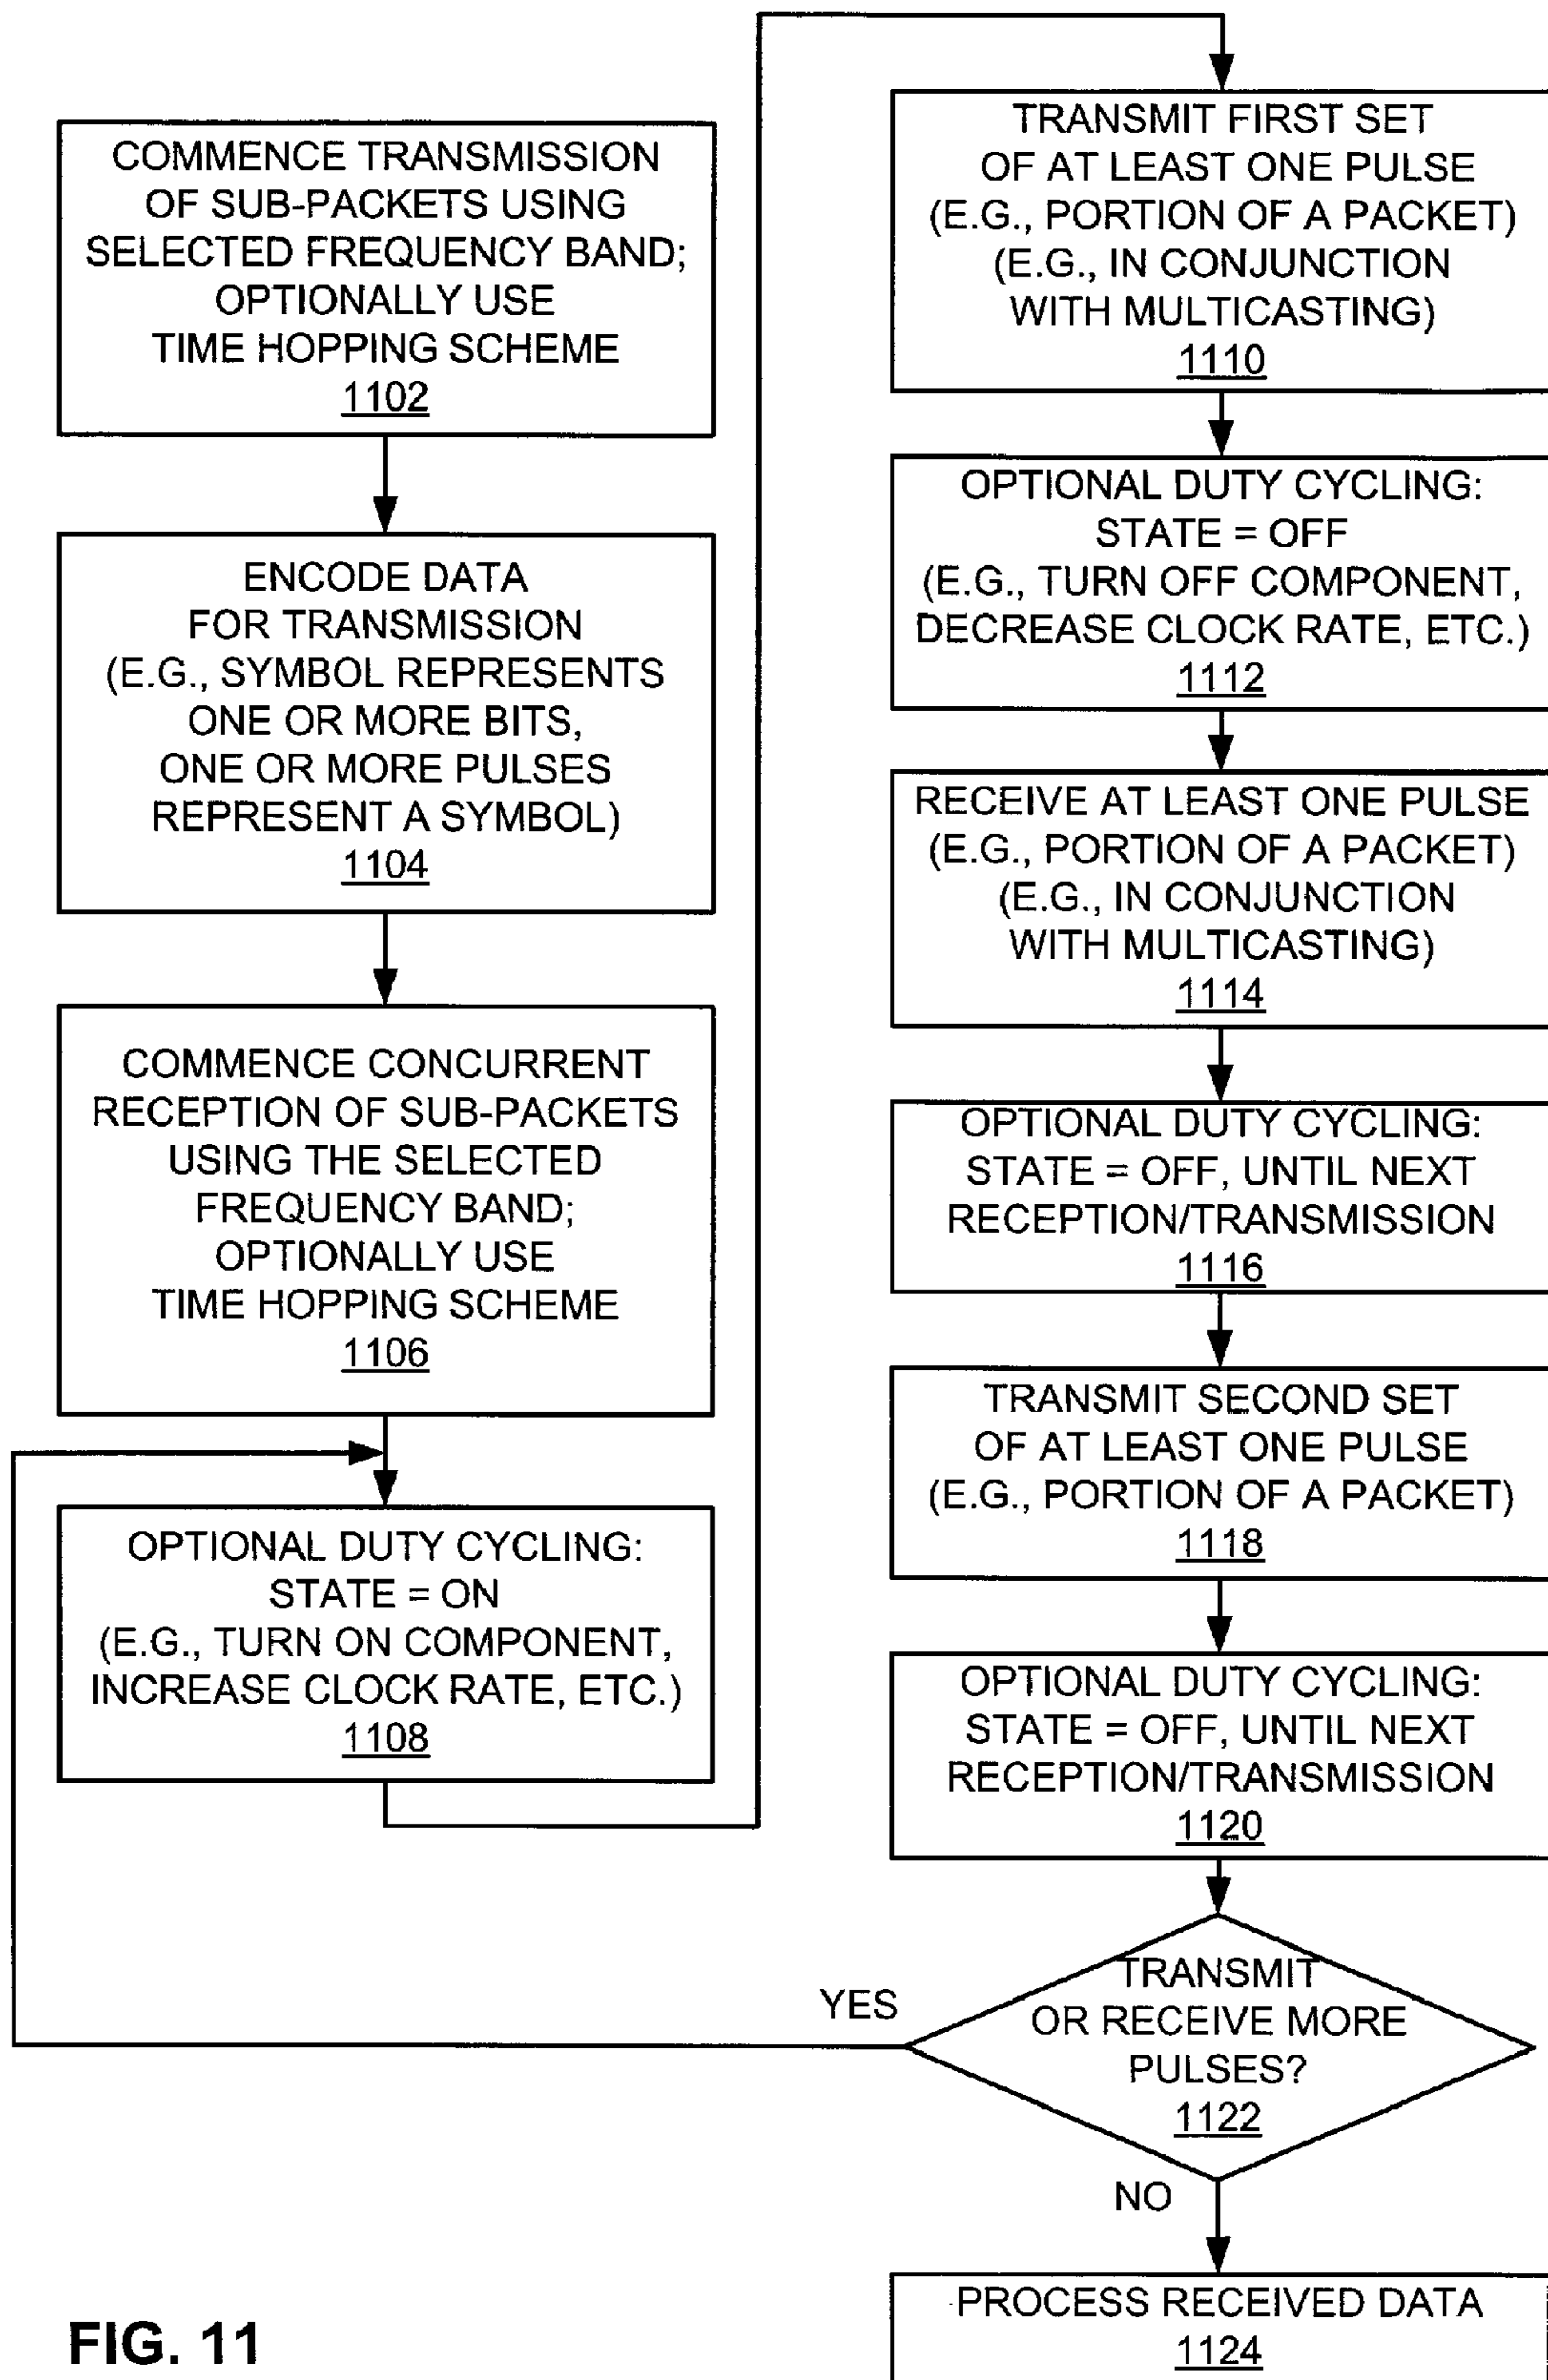 COMMENCE TRANSMISSION
OF SUB-PACKETS USING
SELECTED FREQUENCY BAND;
OPTIONALLY USE
TIME HOPPING SCHEME
1102
ENCODE DATA
FOR TRANSMISSION
(E.G., SYMBOL REPRESENTS
ONE OR MORE BITS,
ONE OR MORE PULSES
REPRESENT A SYMBOL)
1104
COMMENCE CONCURRENT
RECEPTION OF SUB-PACKETS
USING THE SELECTED
FREQUENCY BAND;
OPTIONALLY USE
TIME HOPPING SCHEME
1106
OPTIONAL DUTY CYCLING:
STATE = ON
(E.G., TURN ON COMPONENT,
INCREASE CLOCK RATE, ETC.)
1108
TRANSMIT FIRST SET
OF AT LEAST ONE PULSE
(E.G., PORTION OF A PACKET)
(E.G., IN CONJUNCTION
WITH MULTICASTING)
1110
OPTIONAL DUTY CYCLING:
STATE = OFF
(E.G., TURN OFF COMPONENT,
DECREASE CLOCK RATE, ETC.)
1112
RECEIVE AT LEAST ONE PULSE
(E.G., PORTION OF A PACKET)
(E.G., IN CONJUNCTION
WITH MULTICASTING)
1114
OPTIONAL DUTY CYCLING:
STATE = OFF, UNTIL NEXT
RECEPTION/TRANSMISSION
1116
TRANSMIT SECOND SET
OF AT LEAST ONE PULSE
(E.G., PORTION OF A PACKET)
1118
OPTIONAL DUTY CYCLING:
STATE = OFF, UNTIL NEXT
RECEPTION/TRANSMISSION
1120
TRANSMIT
OR RECEIVE MORE
PULSES?
1122
YES
NO
PROCESS RECEIVED DATA
1124
FIG. 11